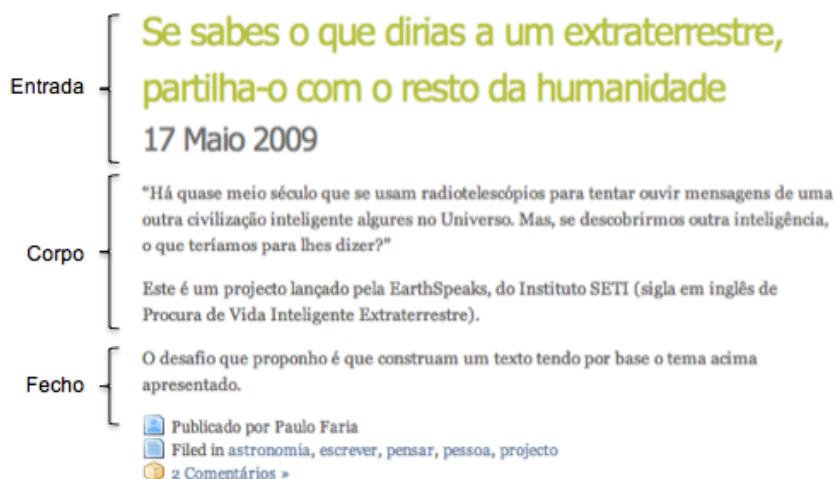 Se sabes o que dirias a um extraterrestre,
Entrada
partilha-o com o resto da humanidade
17 Maio 2009
"Há quase meio século que se usam radiotelescópios para tentar ouvir mensagens de uma
outra civilização inteligente algures no Universo. Mas, se descobrirmos outra inteligência,
Corpo
o que teríamos para lhes dizer?"
Este é um projecto lançado pela EarthSpeaks, do Instituto SETI (sigla em inglês de
Procura de Vida Inteligente Extraterrestre).
O desafio que proponho é que construam um texto tendo por base o tema acima
Fecho
apresentado.
Publicado por Paulo Faria
Filed in astronomia, escrever, pensar, pessoa, projecto
2 Comentários »